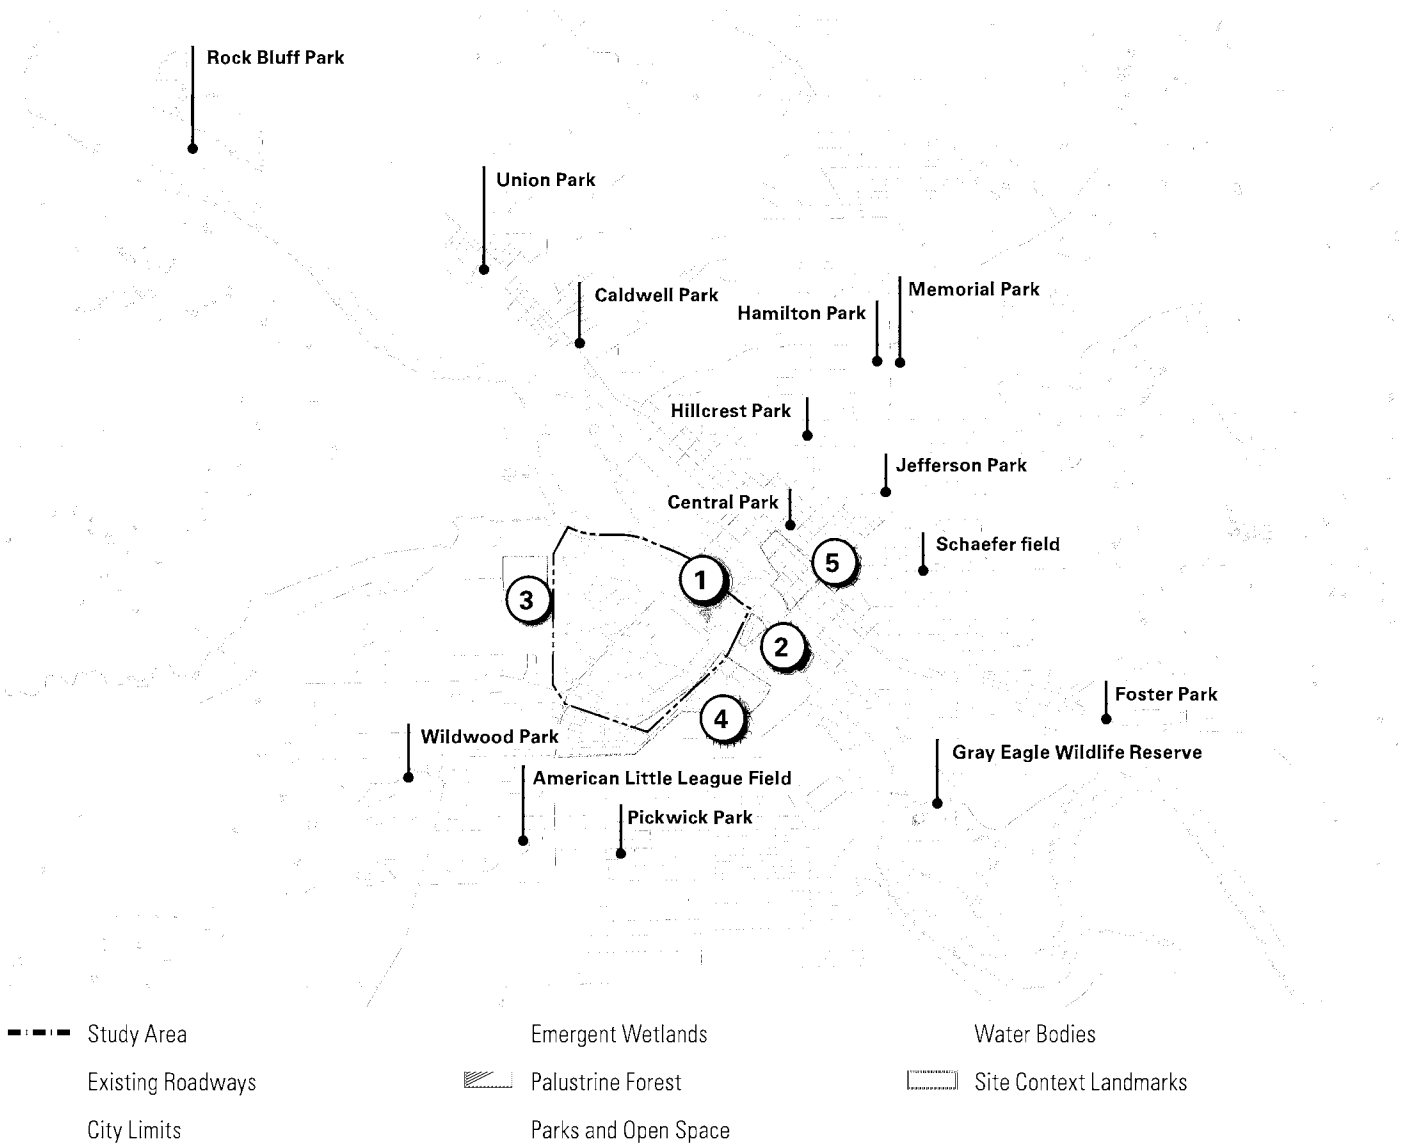 Rock Bluff Park
Union Park
Caldwell Park
Memorial Park
Hamilton Park
Hillcrest Park
Jefferson Park
Central Park
Schaefer field
5
1
3
2
Foster Park
4
Wildwood Park
Gray Eagle Wildlife Reserve
American Little League Field
Pickwick Park
Study Area
Emergent Wetlands
Water Bodies
Existing Roadways
Palustrine Forest
Site Context Landmarks
City Limits
Parks and Open Space